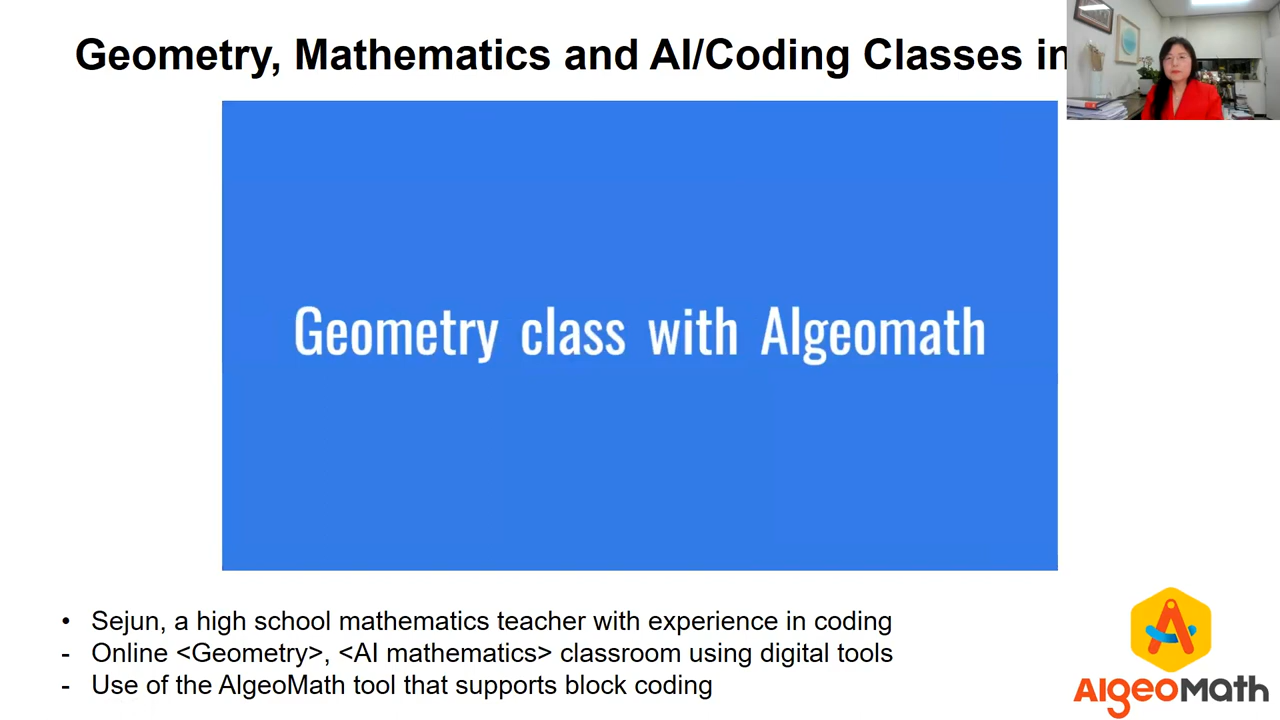 Geometry, Mathematics and AI/Coding Classes in
Geometry class with Algeomath
• Sejun, a high school mathematics teacher with experience in coding
- Online <Geometry>, <AI mathematics> classroom using digital tools
- Use of the AlgeoMath tool that supports block coding
AlgeoMath